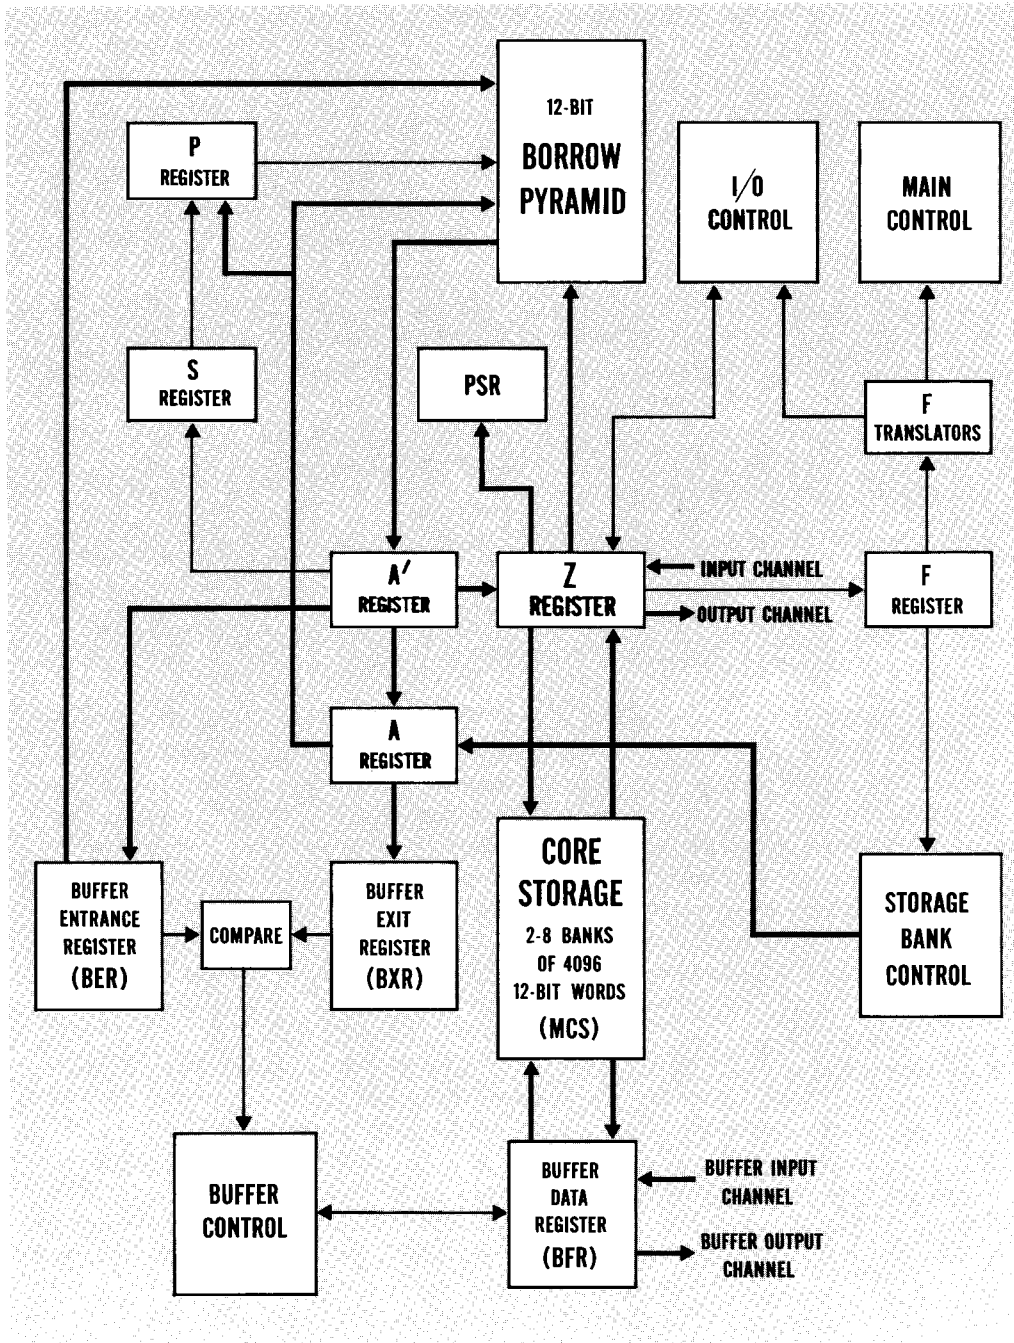 12-BIT
BORROW
PYRAMID
P
REGISTER
I/O
CONTROL
MAIN
CONTROL
S
REGISTER
PSR
F
TRANSLATORS
A′
REGISTER
Z
REGISTER
INPUT CHANNEL
OUTPUT CHANNEL
F
REGISTER
A
REGISTER
BUFFER
ENTRANCE
REGISTER
(BER)
COMPARE
BUFFER
EXIT
REGISTER
(BXR)
CORE
STORAGE
2-8 BANKS
OF 4096
12-BIT WORDS
(MCS)
STORAGE
BANK
CONTROL
BUFFER
CONTROL
BUFFER
DATA
REGISTER
(BFR)
BUFFER INPUT
CHANNEL
BUFFER OUTPUT
CHANNEL